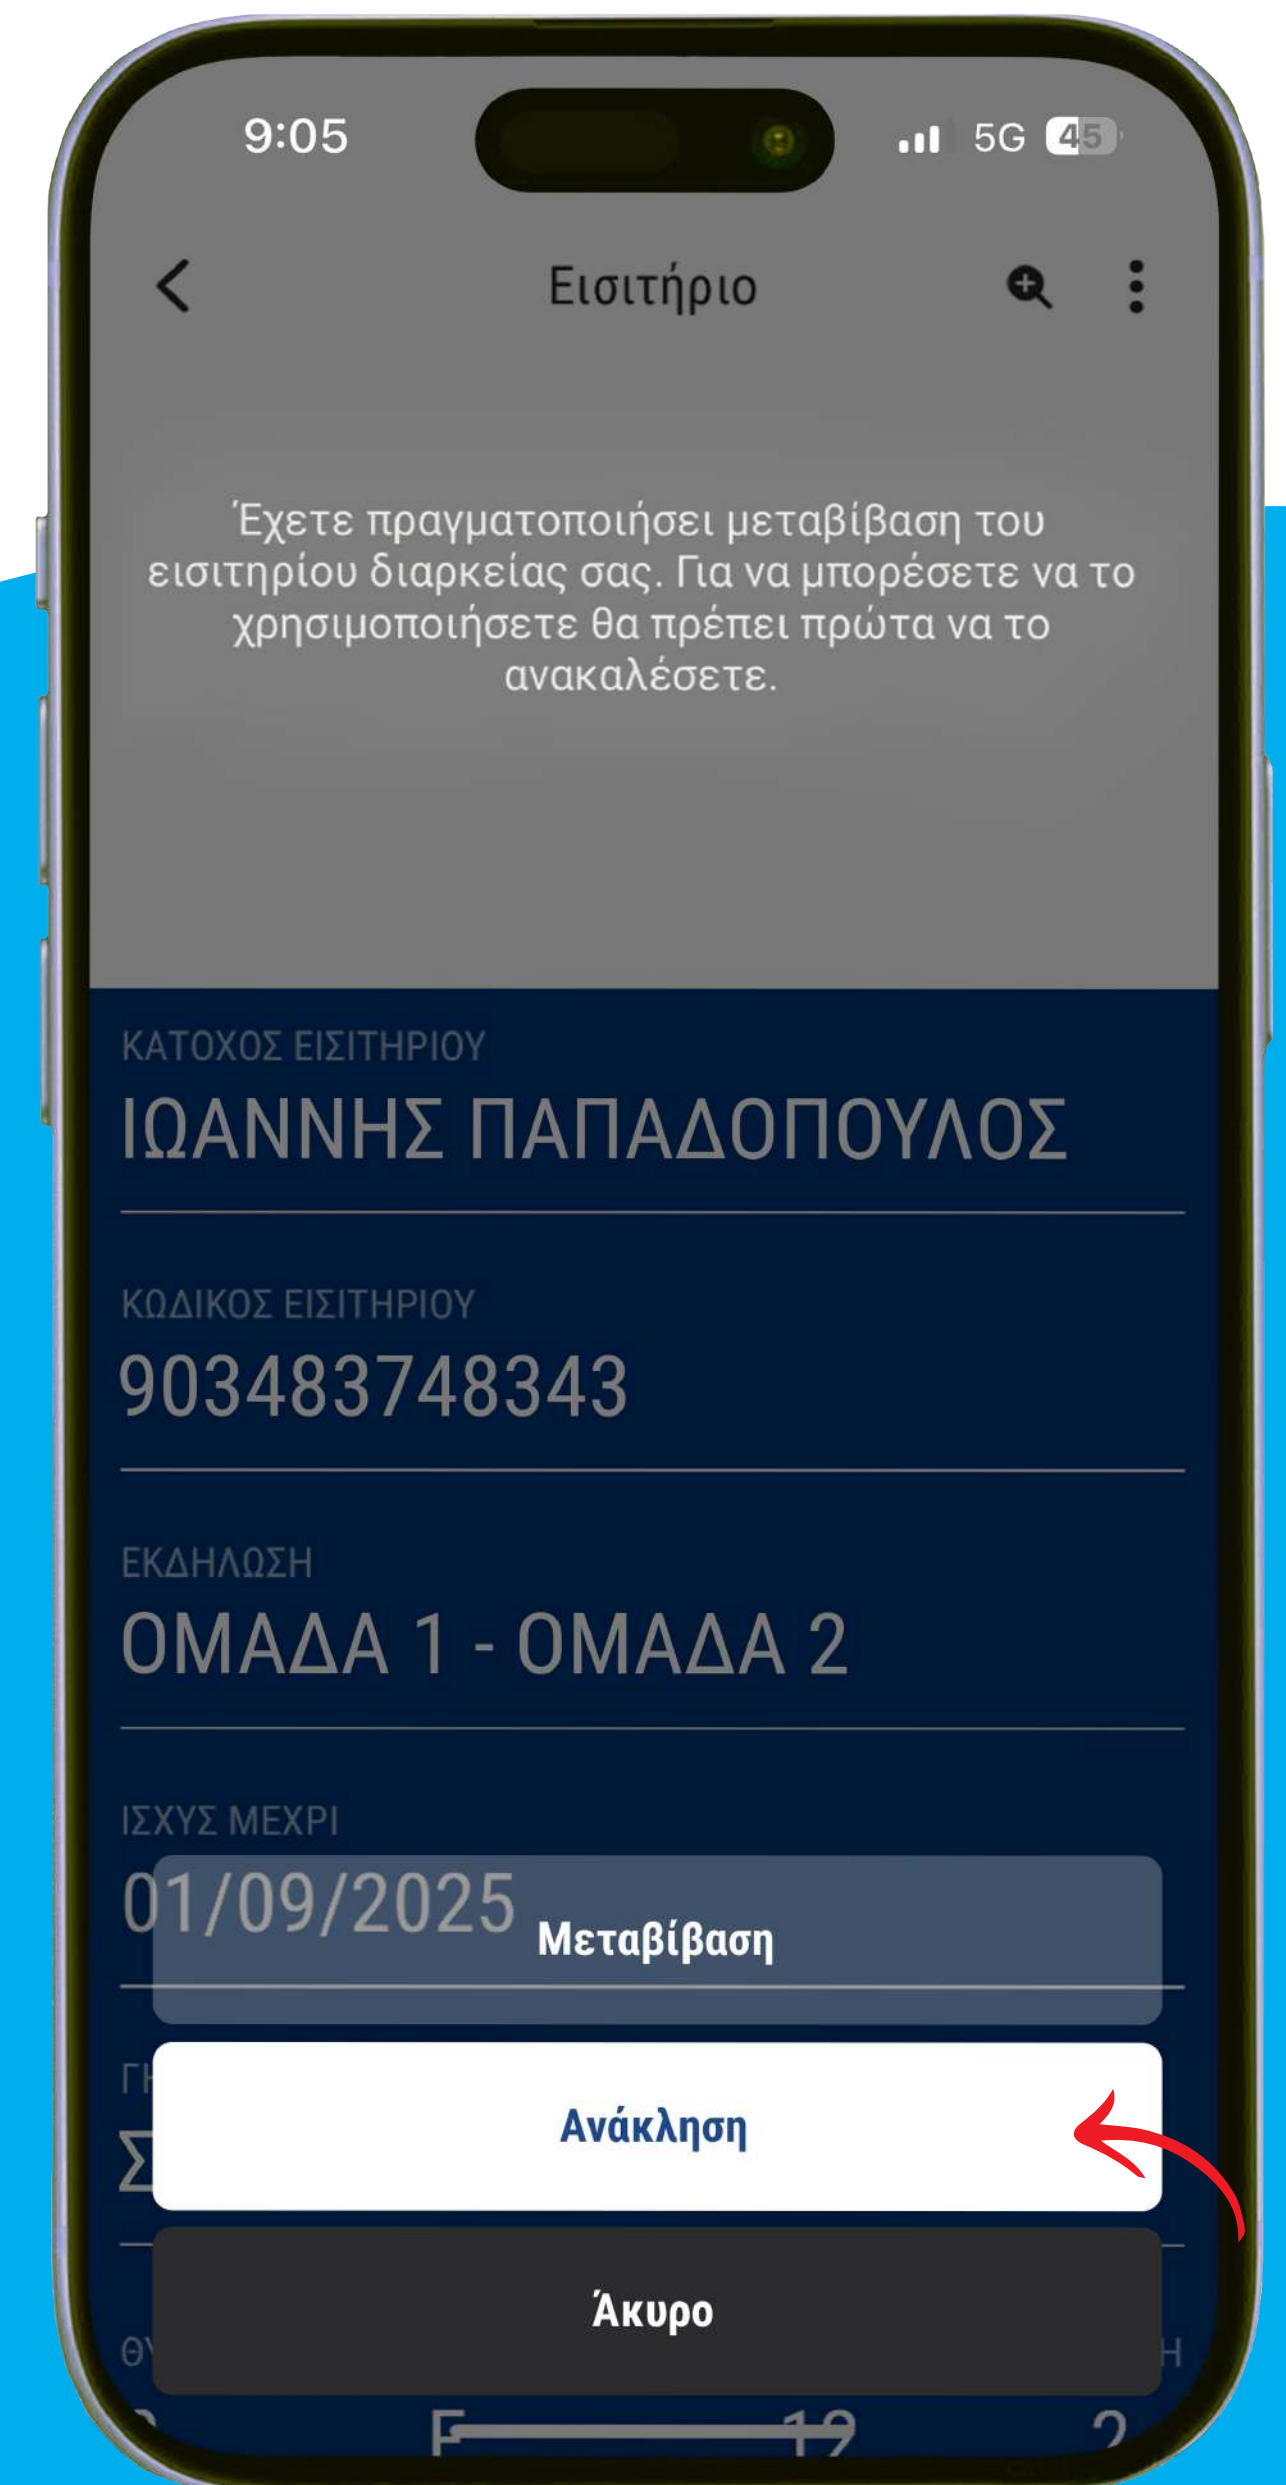 9:05
5G 45
Εισιτήριο
Έχετε πραγματοποιήσει μεταβίβαση του
εισιτηρίου διαρκείας σας. Για να μπορέσετε να το
χρησιμοποιήσετε θα πρέπει πρώτα να το
ανακαλέσετε.
ΚΑΤΟΧΟΣ ΕΙΣΙΤΗΡΙΟΥ
ΙΩΑΝΝΗΣ ΠΑΠΑΔΟΠΟΥΛΟΣ
ΚΩΔΙΚΟΣ ΕΙΣΙΤΗΡΙΟΥ
903483748343
ΕΚΔΗΛΩΣΗ
ΟΜΑΔΑ 1 - ΟΜΑΔΑ 2
ΙΣΧΥΣ ΜΕΧΡΙ
01/09/2025
Μεταβίβαση
Ανάκληση
Άκυρο
12
2